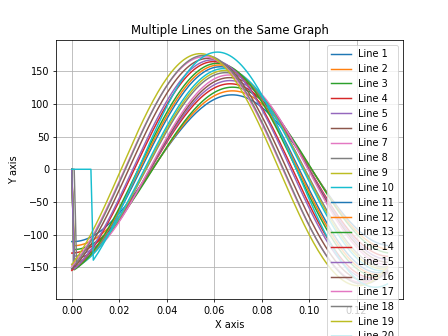 Multiple Lines on the Same Graph
Y axis
150
100
50
0
−50
−100
−150
0.00
0.02
0.04
0.06
0.08
0.10
X axis
Line 1
Line 2
Line 3
Line 4
Line 5
Line 6
Line 7
Line 8
Line 9
Line 10
Line 11
Line 12
Line 13
Line 14
Line 15
Line 16
Line 17
Line 18
Line 19
Line 20